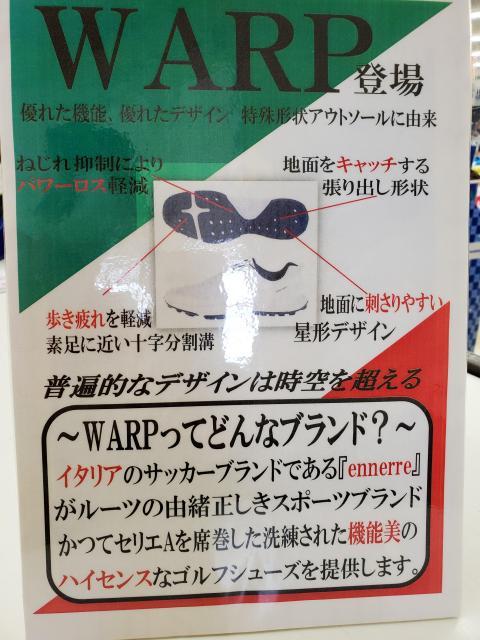 WARP登場
優れた機能、優れたデザイン 特殊形状アウトソールに由来
ねじれ抑制により
パワーロス軽減
地面をキャッチする
張り出し形状
歩き疲れを軽減
素足に近い十字分割溝
地面に刺さりやすい
星形デザイン
普遍的なデザインは時空を超える
～WARPってどんなブランド？～
イタリアのサッカーブランドである『ennerre』
がルーツの由緒正しきスポーツブランド
かつてセリエAを席巻した洗練された機能美の
ハイセンスなゴルフシューズを提供します。